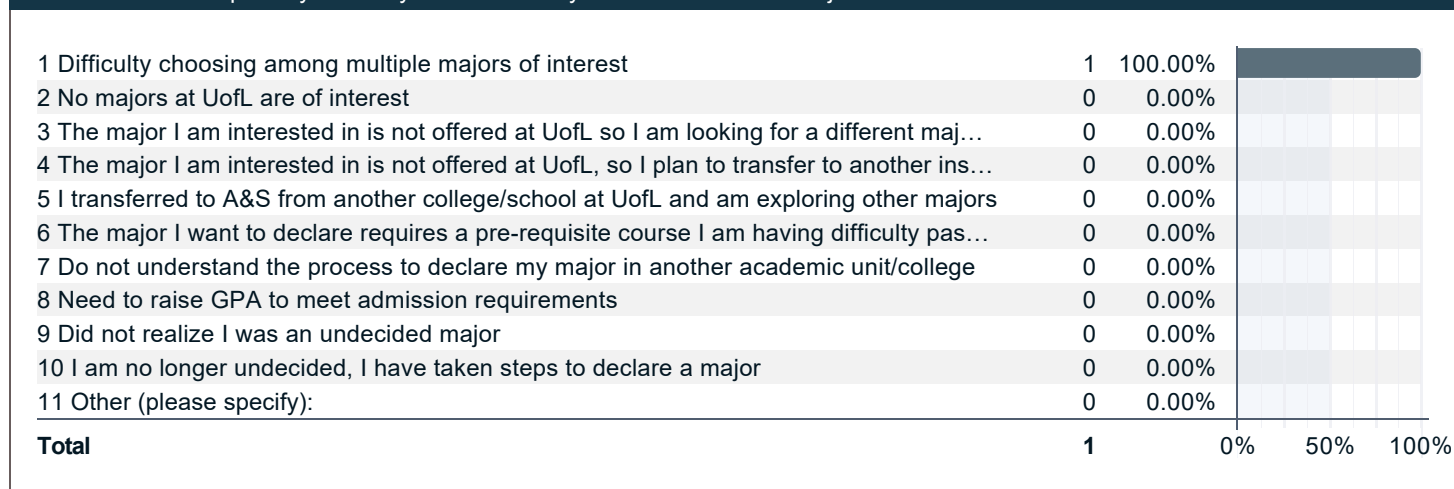 1 Difficulty choosing among multiple majors of interest 1 100.00%
2 No majors at UofL are of interest 0 0.00%
3 The major I am interested in is not offered at UofL so I am looking for a different maj… 0 0.00%
4 The major I am interested in is not offered at UofL, so I plan to transfer to another ins… 0 0.00%
5 I transferred to A&S from another college/school at UofL and am exploring other majors 0 0.00%
6 The major I want to declare requires a pre-requisite course I am having difficulty pas… 0 0.00%
7 Do not understand the process to declare my major in another academic unit/college 0 0.00%
8 Need to raise GPA to meet admission requirements 0 0.00%
9 Did not realize I was an undecided major 0 0.00%
10 I am no longer undecided, I have taken steps to declare a major 0 0.00%
11 Other (please specify): 0 0.00%
Total 1 0% 50% 100%